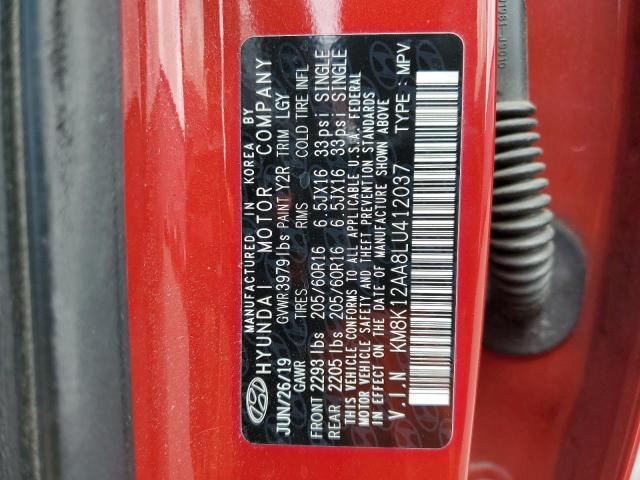 MANUFACTURED IN KOREA BY
HYUNDAI MOTOR COMPANY
JUN/26/19 GVWR 3979 lbs PAINT Y2R TRIM LGY
GAWR TIRES RIMS COLD TIRE INFL
FRONT 2293 lbs 205/60R16 6.5JX16 33 psi SINGLE
REAR 2205 lbs 205/60R16 6.5JX16 33 psi SINGLE
THIS VEHICLE CONFORMS TO ALL APPLICABLE U.S.A. FEDERAL
MOTOR VEHICLE SAFETY AND THEFT PREVENTION STANDARDS
IN EFFECT ON THE DATE OF MANUFACTURE SHOWN ABOVE
V.I.N KM8K12AA8LU412037 TYPE : MPV